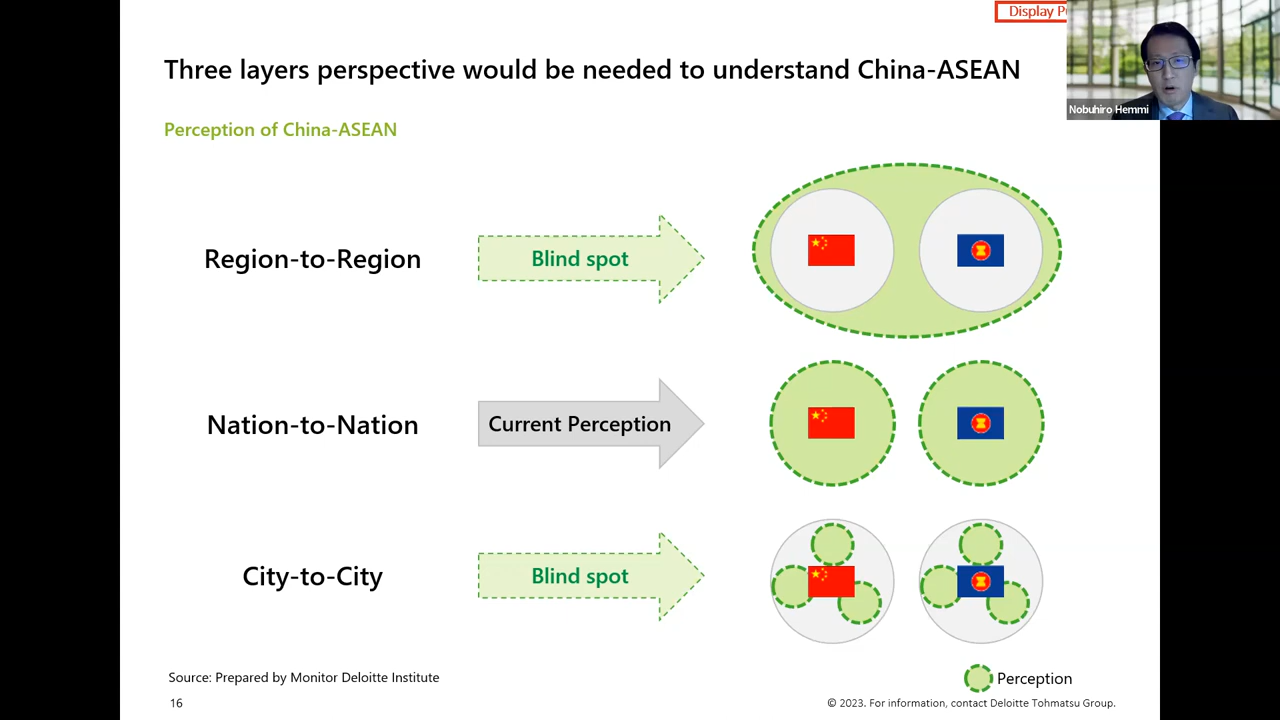 Display
Three layers perspective would be needed to understand China-ASEAN
Nobuhiro Hemmi
Perception of China-ASEAN
Region-to-Region
Blind spot
Nation-to-Nation
Current Perception
City-to-City
Blind spot
Source: Prepared by Monitor Deloitte Institute
Perception
16
© 2023. For information, contact Deloitte Tohmatsu Group.